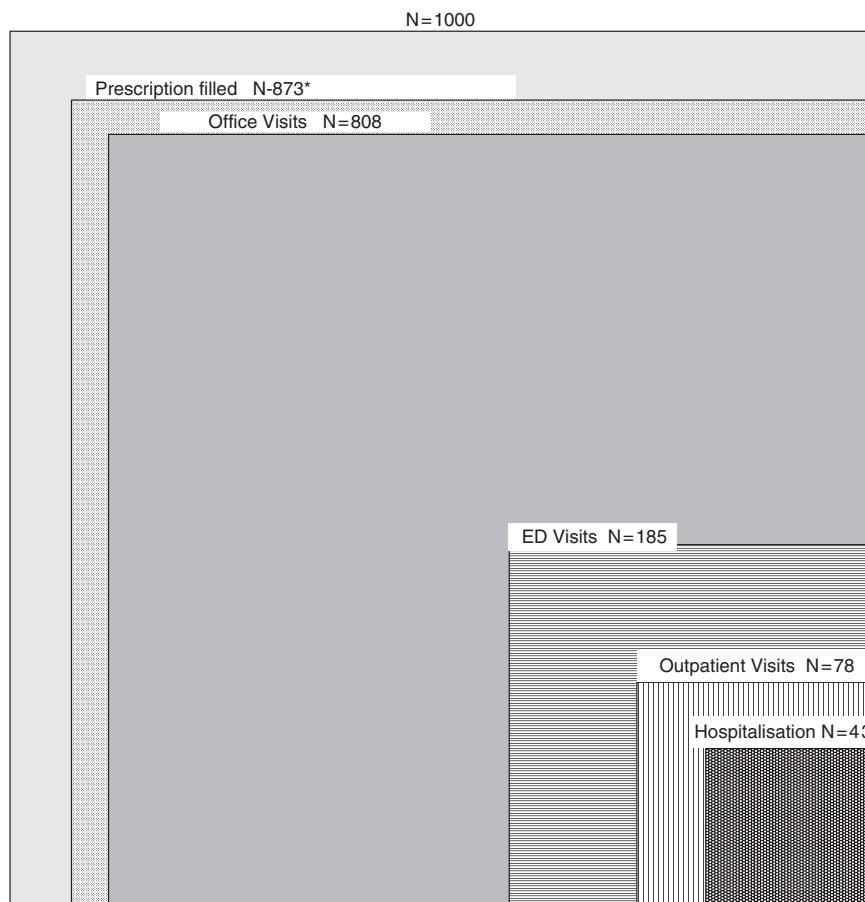 N=1000
Prescription filled N-873*
Office Visits N=808
ED Visits N=185
Outpatient Visits N=78
Hospitalisation